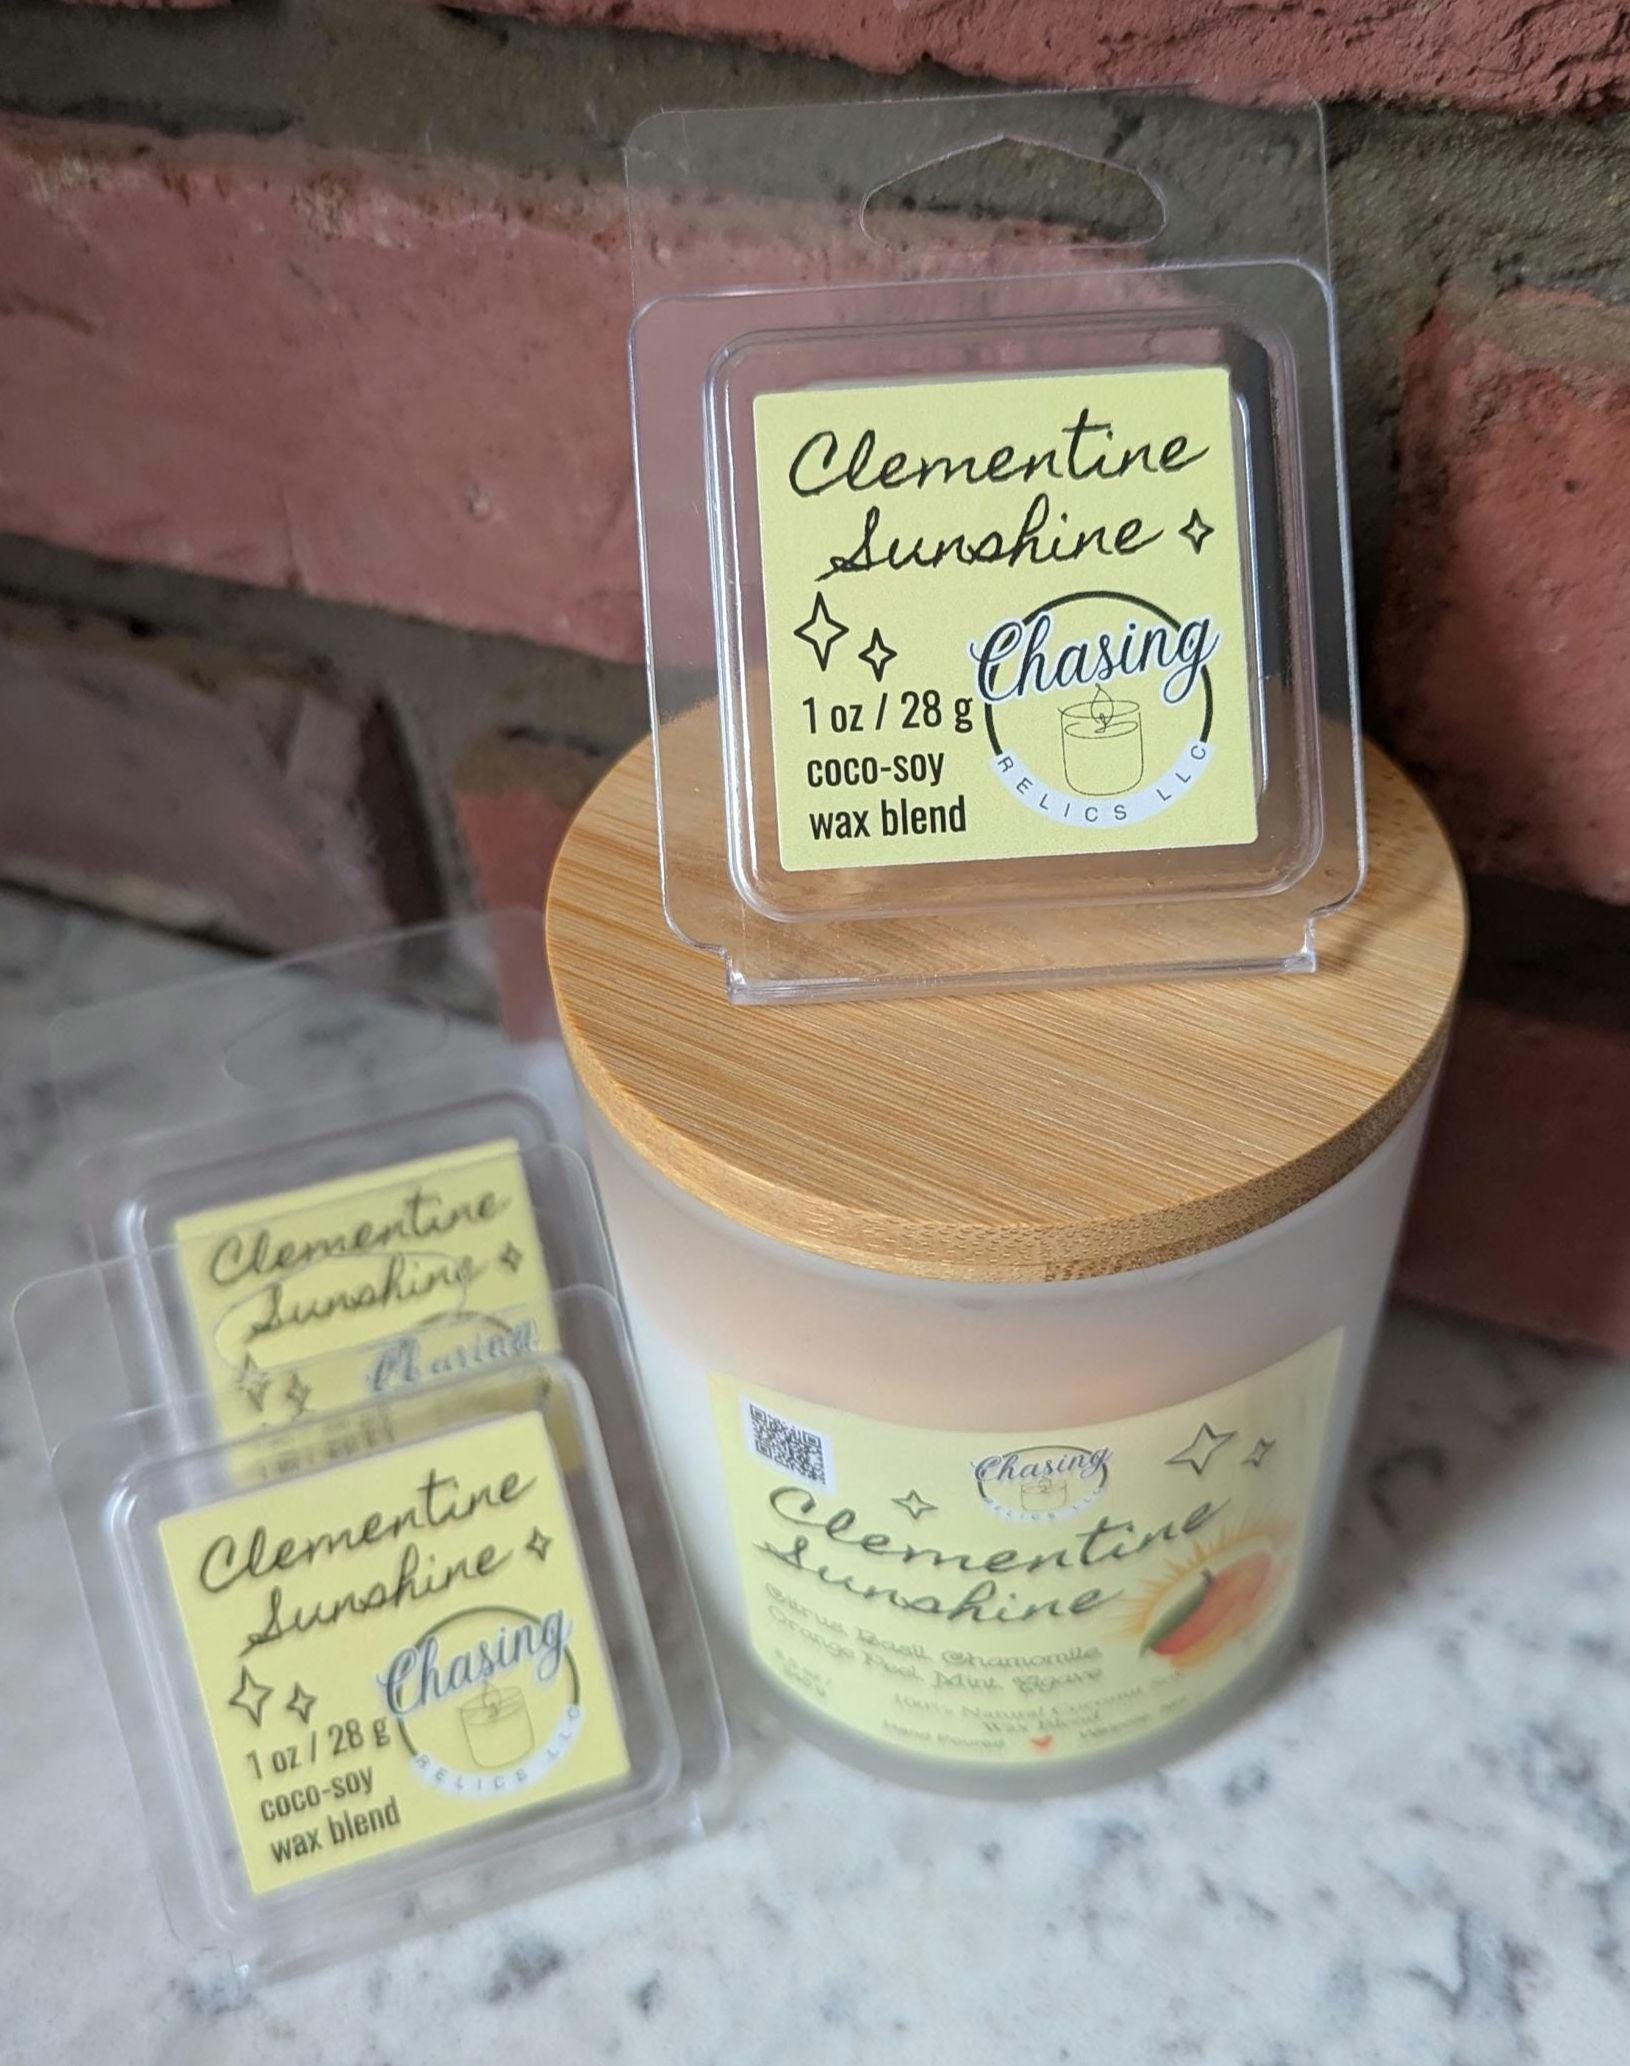 Clementine
Sunshine
Chasing
RELICS LLC
1 oz / 28 g
coco-soy
wax blend
Clementine
Sunshine
Chasing
Clementine
Sunshine
Chasing
RELICS LLC
1 oz / 28 g
coco-soy
wax blend
Chasing
RELICS LLC
Clementine
Sunshine
Citrus Basil Chamomile
Orange Peel Mint Agave
100% Natural Coconut Soy
Wax Blend
Hand Poured